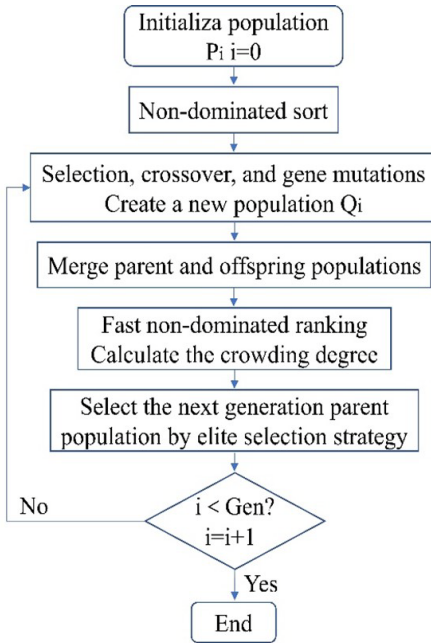 Initializa population
Pi i=0
Non-dominated sort
Selection, crossover, and gene mutations
Create a new population Qi
Merge parent and offspring populations
Fast non-dominated ranking
Calculate the crowding degree
Select the next generation parent
population by elite selection strategy
No
i < Gen?
i=i+1
Yes
End